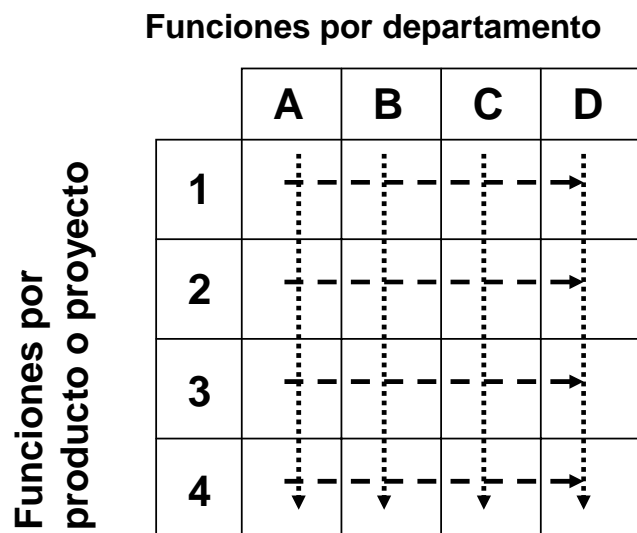 Funciones por departamento
A B C D
Funciones por
producto o proyecto
1
2
3
4